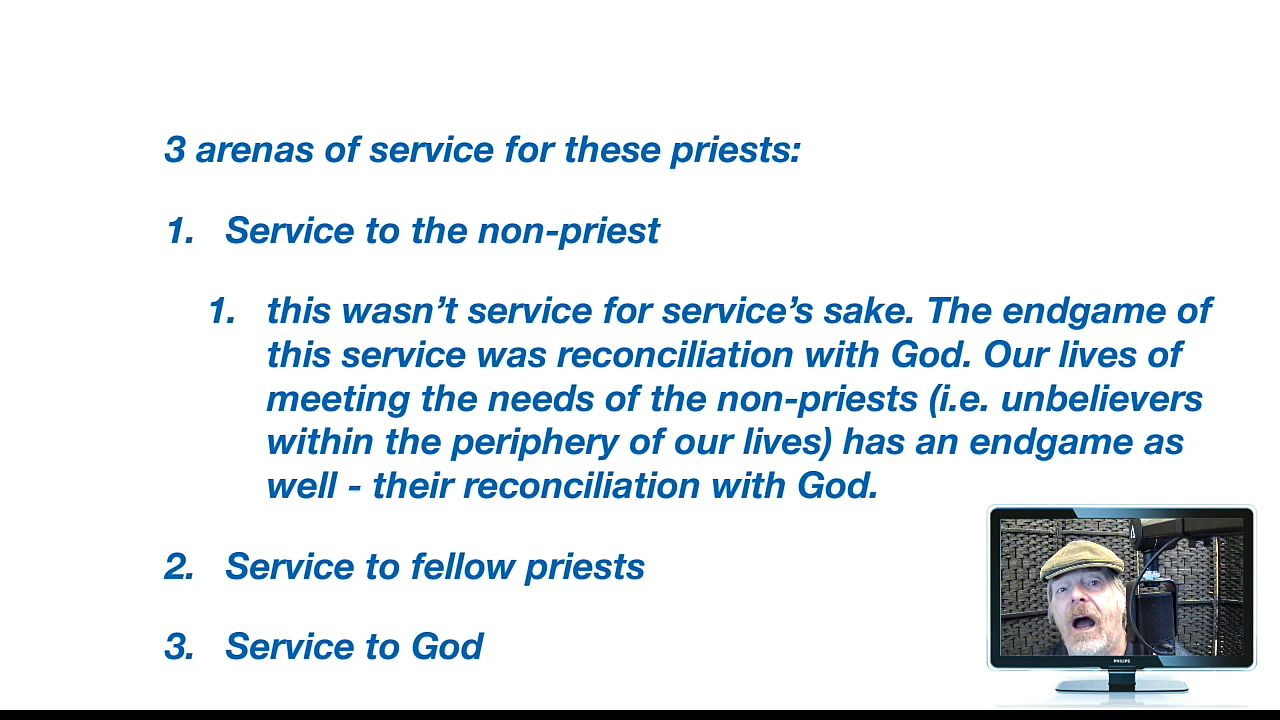 3 arenas of service for these priests:
1. Service to the non-priest
1. this wasn’t service for service’s sake. The endgame of
this service was reconciliation with God. Our lives of
meeting the needs of the non-priests (i.e. unbelievers
within the periphery of our lives) has an endgame as
well - their reconciliation with God.
2. Service to fellow priests
3. Service to God
PHILIPS